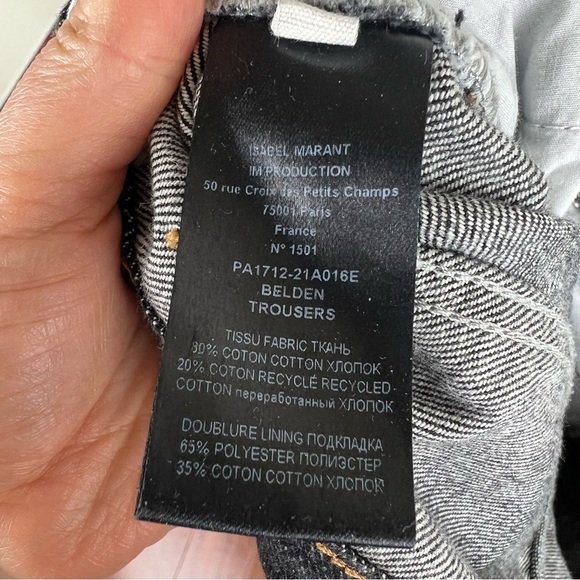 ISABEL MARANT
IM PRODUCTION
50 rue Croix des Petits Champs
75001 Paris
France
N° 1501
PA1712-21A016E
BELDEN
TROUSERS
TISSU FABRIC ТКАНЬ
80% COTON COTTON ХЛОПОК
20% COTON RECYCLÉ RECYCLED
COTTON переработанный ХЛОПОК
DOUBLURE LINING ПОДКЛАДКА
65% POLYESTER ПОЛИЭСТЕР
35% COTON COTTON ХЛОПОК